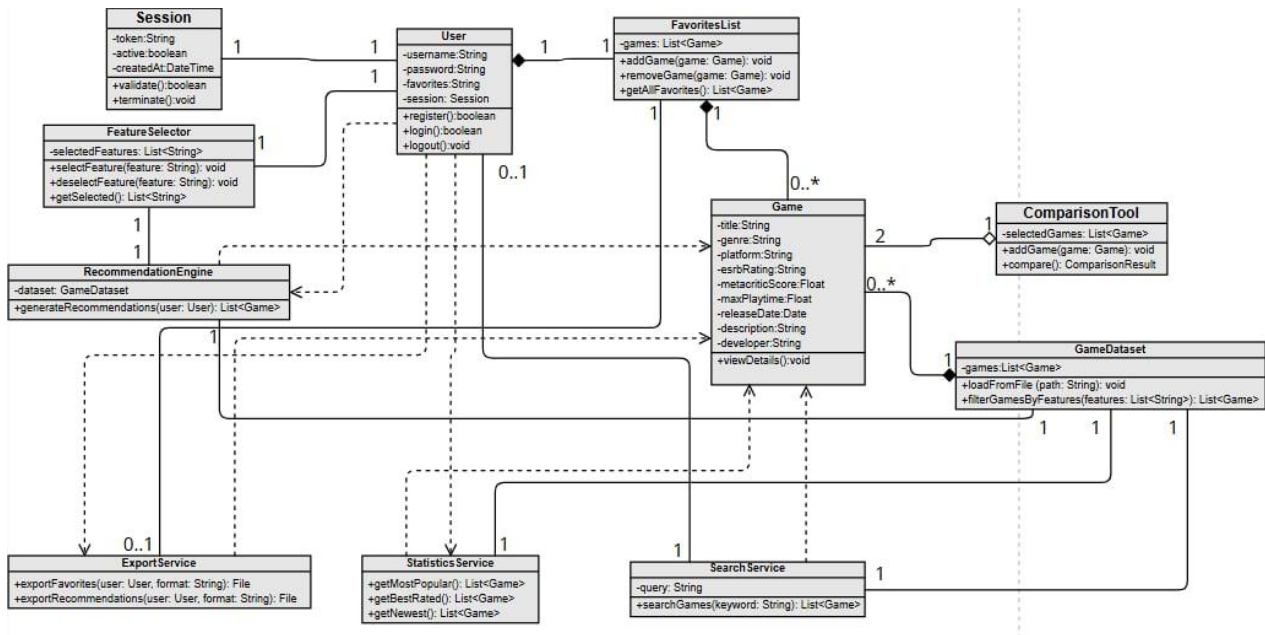 Session
-token:String
-active:boolean
-createdAt:DateTime
+validate():boolean
+terminate():void
1
1
User
-username:String
-password:String
-favorites:String
-session: Session
+register():boolean
+login():boolean
+logout():void
1
1
FavoritesList
-games: List<Game>
+addGame(game: Game): void
+removeGame(game: Game): void
+getAllFavorites(): List<Game>
1
1
1
FeatureSelector
-selectedFeatures: List<String>
+selectFeature(feature: String): void
+deselectFeature(feature: String): void
+getSelected(): List<String>
1
1
0..1
0..*
1
1
RecommendationEngine
-dataset: GameDataset
+generateRecommendations(user: User): List<Game>
1
Game
-title:String
-genre:String
-platform:String
-esrbRating:String
-metacriticScore:Float
-maxPlaytime:Float
-releaseDate:Date
-description:String
-developer:String
+viewDetails():void
2
1
ComparisonTool
-selectedGames: List<Game>
+addGame(game: Game): void
+compare(): ComparisonResult
0..*
1
GameDataset
-games:List<Game>
+loadFromFile (path: String): void
+filterGamesByFeatures(features: List<String>): List<Game>
1
1
1
0..1
ExportService
+exportFavorites(user: User, format: String): File
+exportRecommendations(user: User, format: String): File
1
StatisticsService
+getMostPopular(): List<Game>
+getBestRated(): List<Game>
+getNewest(): List<Game>
1
SearchService
-query: String
+searchGames(keyword: String): List<Game>
1